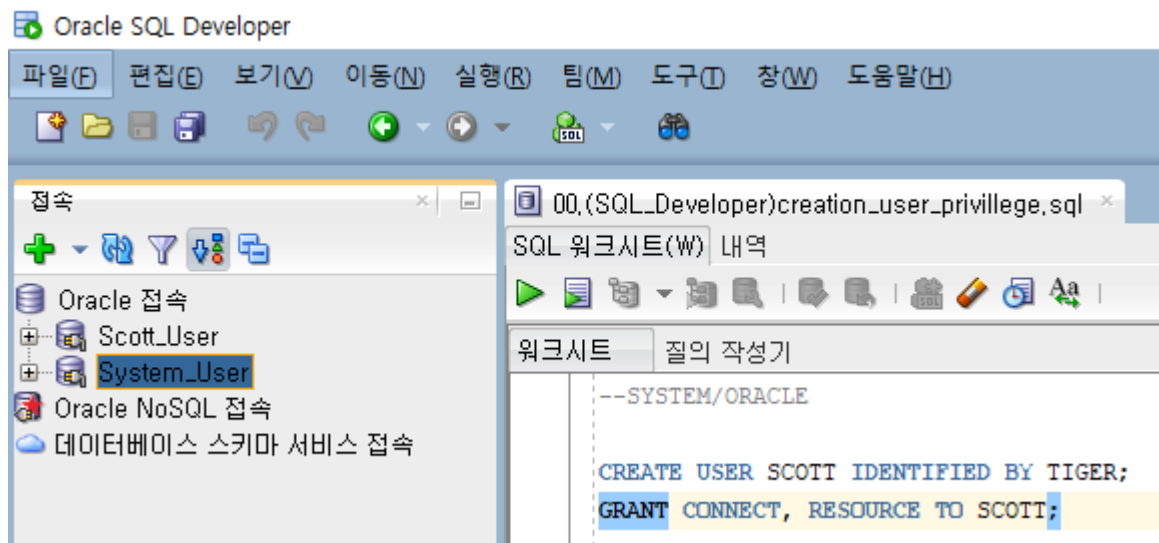 Oracle SQL Developer
파일(F) 편집(E) 보기(V) 이동(N) 실행(R) 팀(M) 도구(T) 창(W) 도움말(H)
SQL
접속
00.(SQL_Developer)creation_user_privillege.sql
SQL 워크시트(W) 내역
SQL Aa
Oracle 접속
Scott_User
System_User
Oracle NoSQL 접속
데이터베이스 스키마 서비스 접속
워크시트 질의 작성기
--SYSTEM/ORACLE
CREATE USER SCOTT IDENTIFIED BY TIGER;
GRANT CONNECT, RESOURCE TO SCOTT;